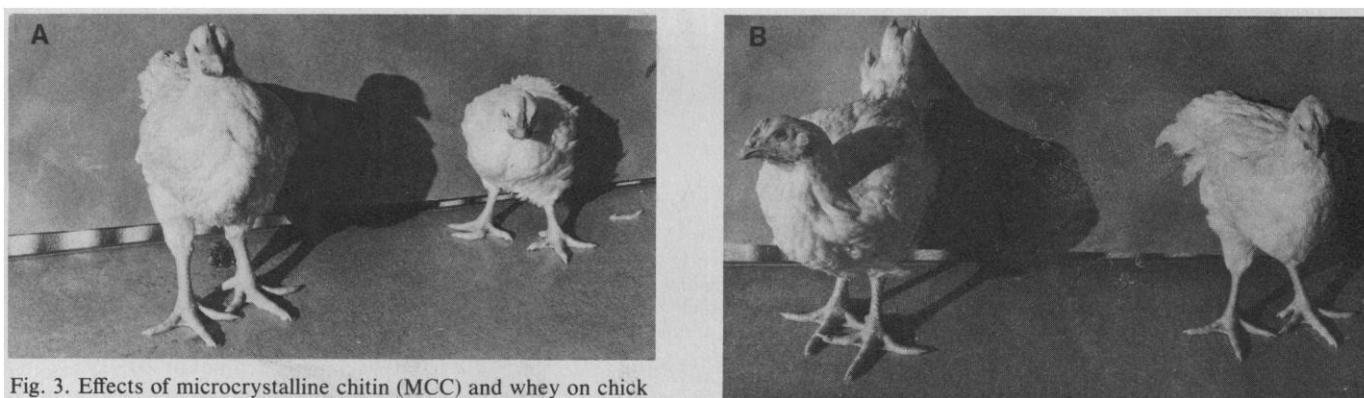 A
B
Fig. 3. Effects of microcrystalline chitin (MCC) and whey on chick